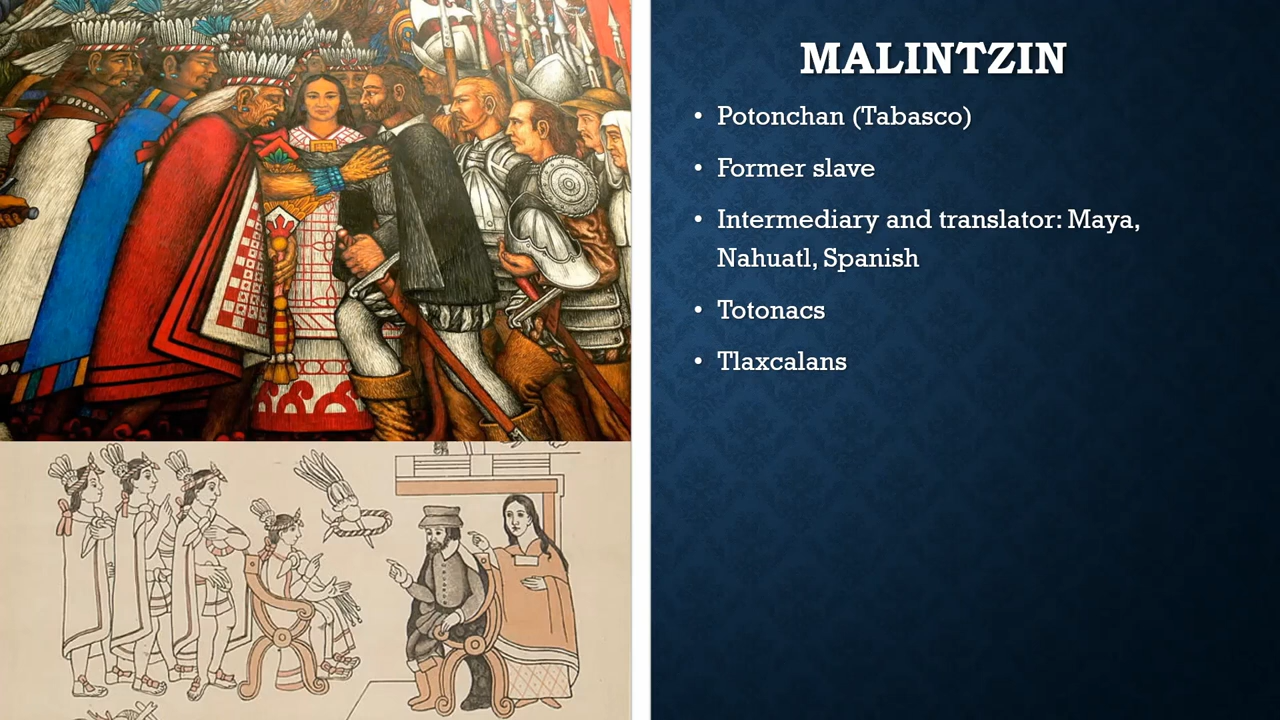 MALINTZIN
• Potonchan (Tabasco)
• Former slave
• Intermediary and translator: Maya,
Nahuatl, Spanish
• Totonacs
• Tlaxcalans